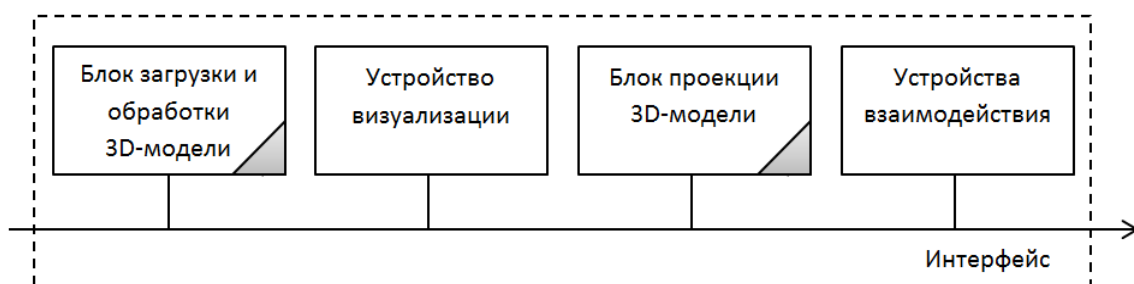 Блок загрузки и
обработки
3D-модели
Устройство
визуализации
Блок проекции
3D-модели
Устройства
взаимодействия
Интерфейс